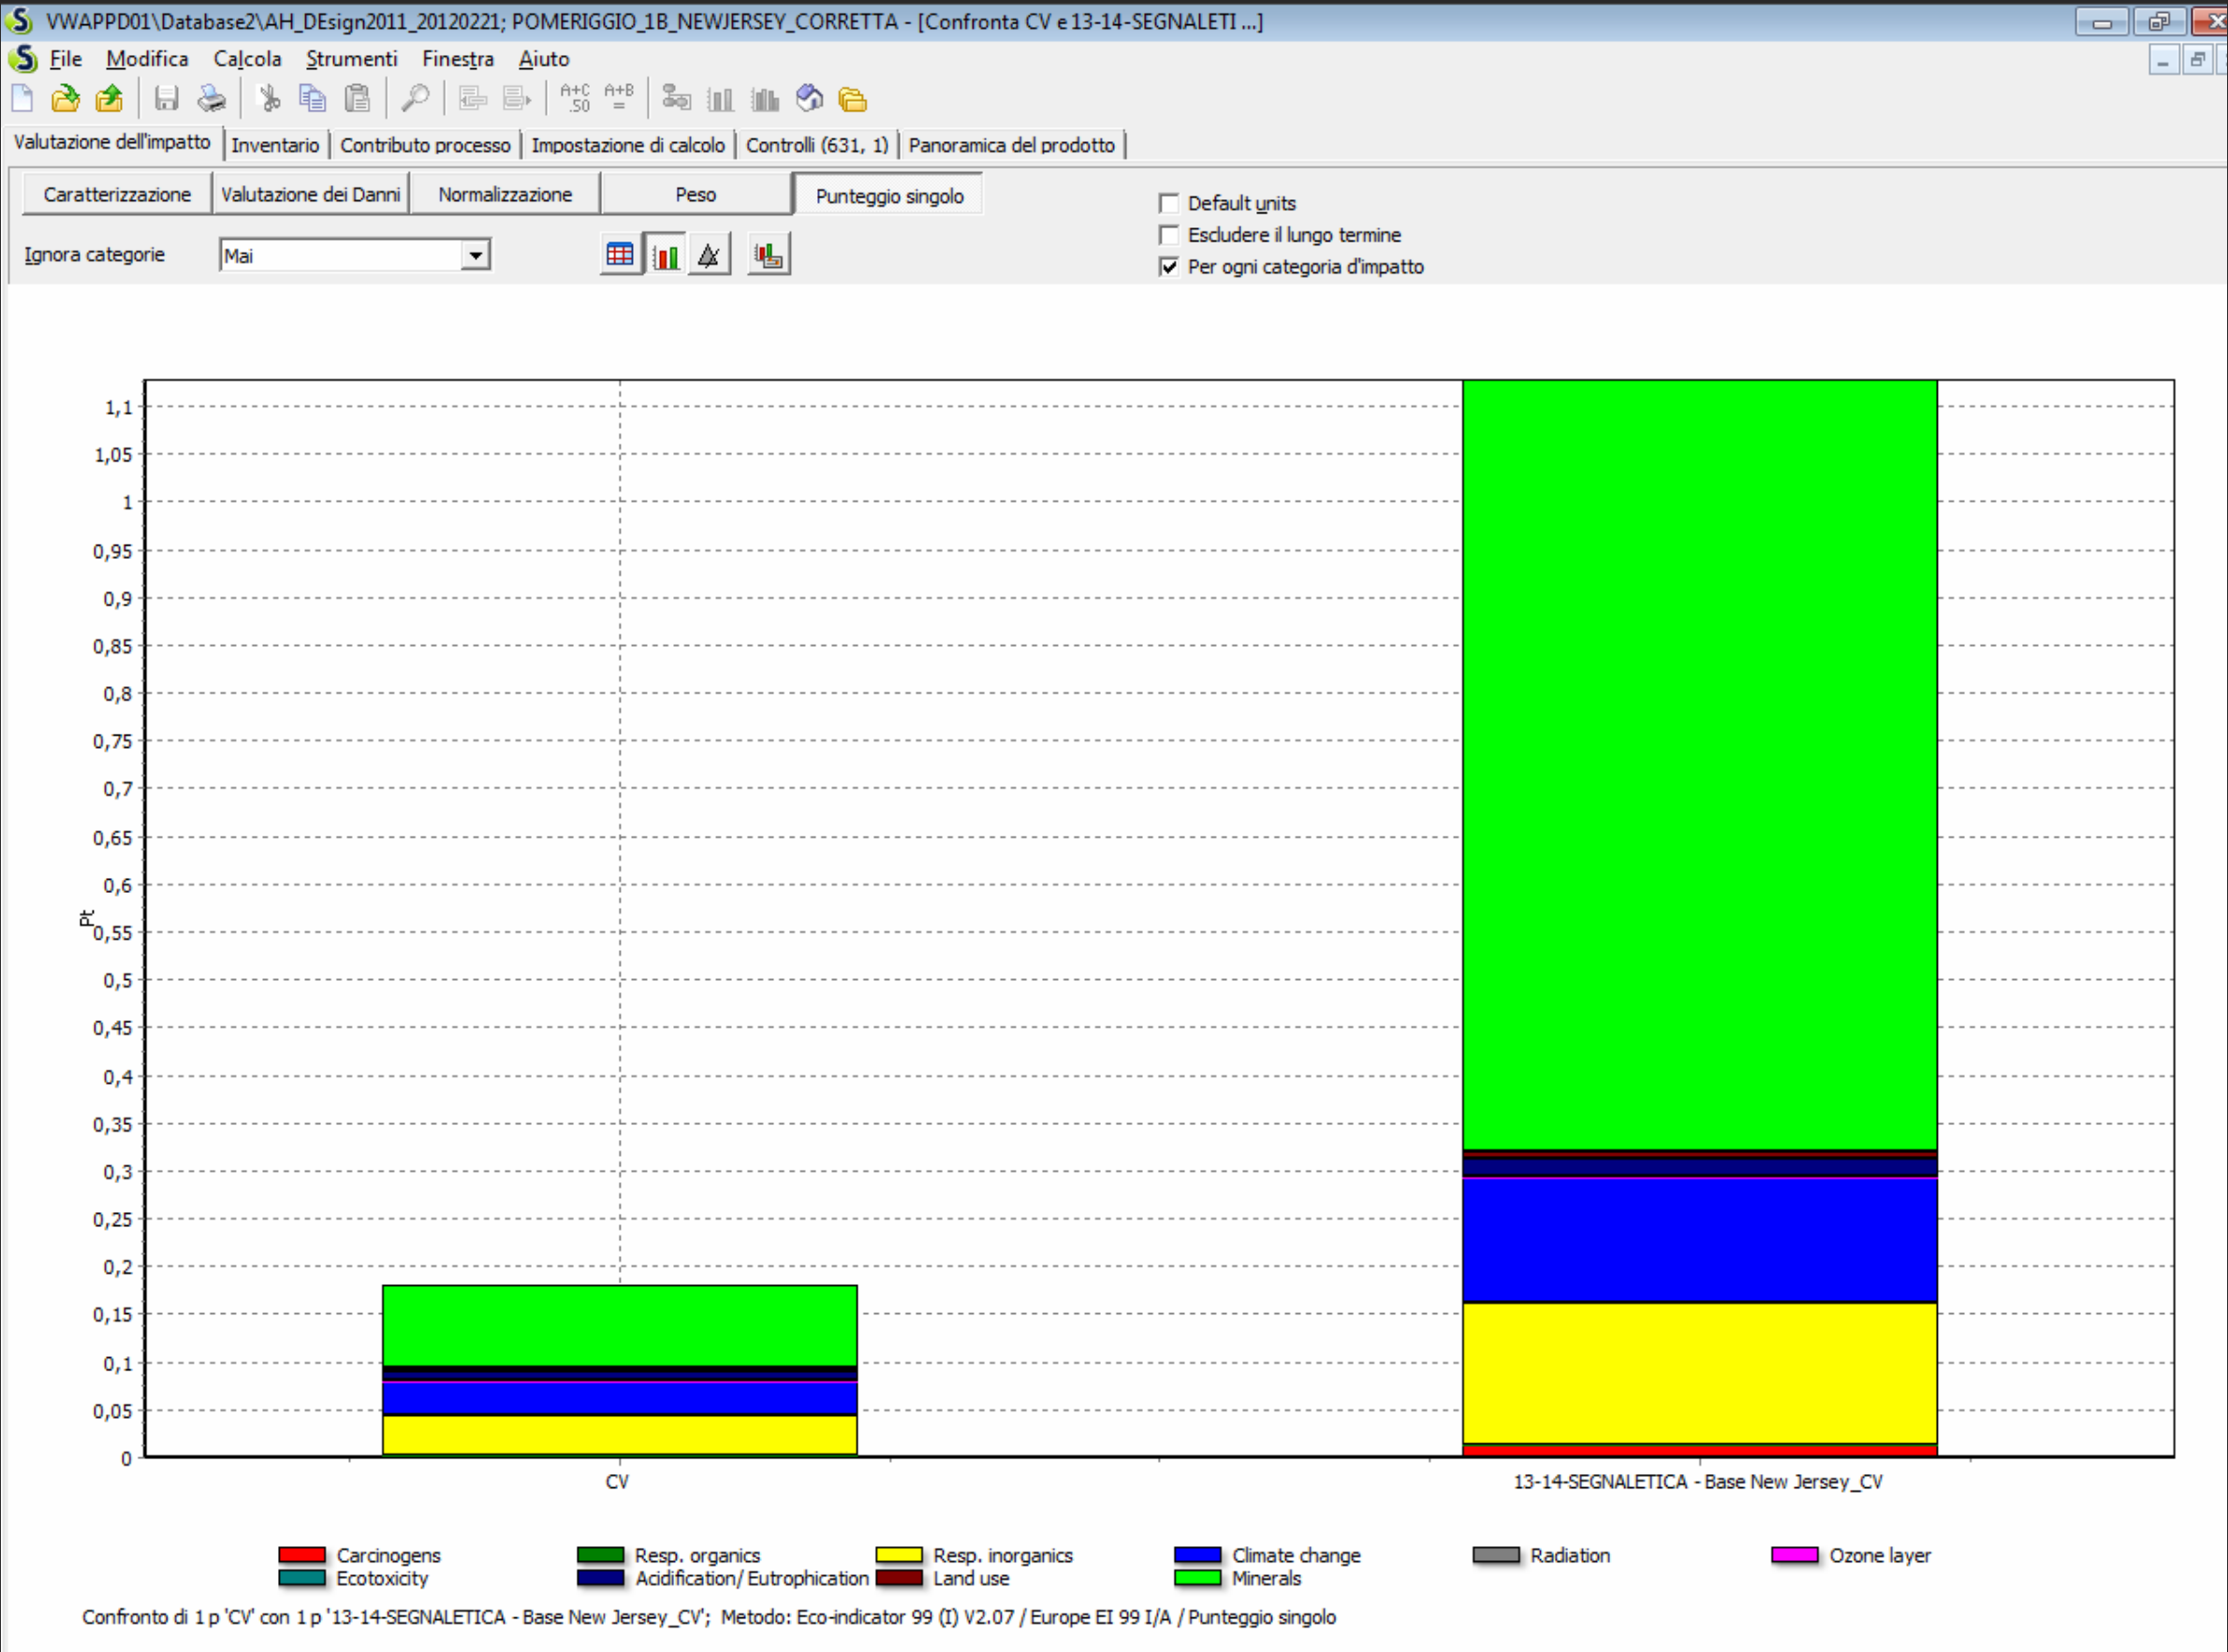 VWAPPD01\Database2\AH_DEsign2011_20120221; POMERIGGIO_1B_NEWJERSEY_CORRETTA - [Confronta CV e 13-14-SEGNALETI ...]
File Modifica Calcola Strumenti Finestra Aiuto
A+C .50 A+B =
Valutazione dell'impatto Inventario Contributo processo Impostazione di calcolo Controlli (631, 1) Panoramica del prodotto
Caratterizzazione Valutazione dei Danni Normalizzazione Peso Punteggio singolo
Default units
Escludere il lungo termine
Ignora categorie Mai
Per ogni categoria d'impatto
1,1
1,05
1
0,95
0,9
0,85
0,8
0,75
0,7
0,65
0,6
Pt
0,55
0,5
0,45
0,4
0,35
0,3
0,25
0,2
0,15
0,1
0,05
0
CV 13-14-SEGNALETICA - Base New Jersey_CV
Carcinogens Resp. organics Resp. inorganics Climate change Radiation Ozone layer
Ecotoxicity Acidification/ Eutrophication Land use Minerals
Confronto di 1 p 'CV' con 1 p '13-14-SEGNALETICA - Base New Jersey_CV'; Metodo: Eco-indicator 99 (I) V2.07 / Europe EI 99 I/A / Punteggio singolo